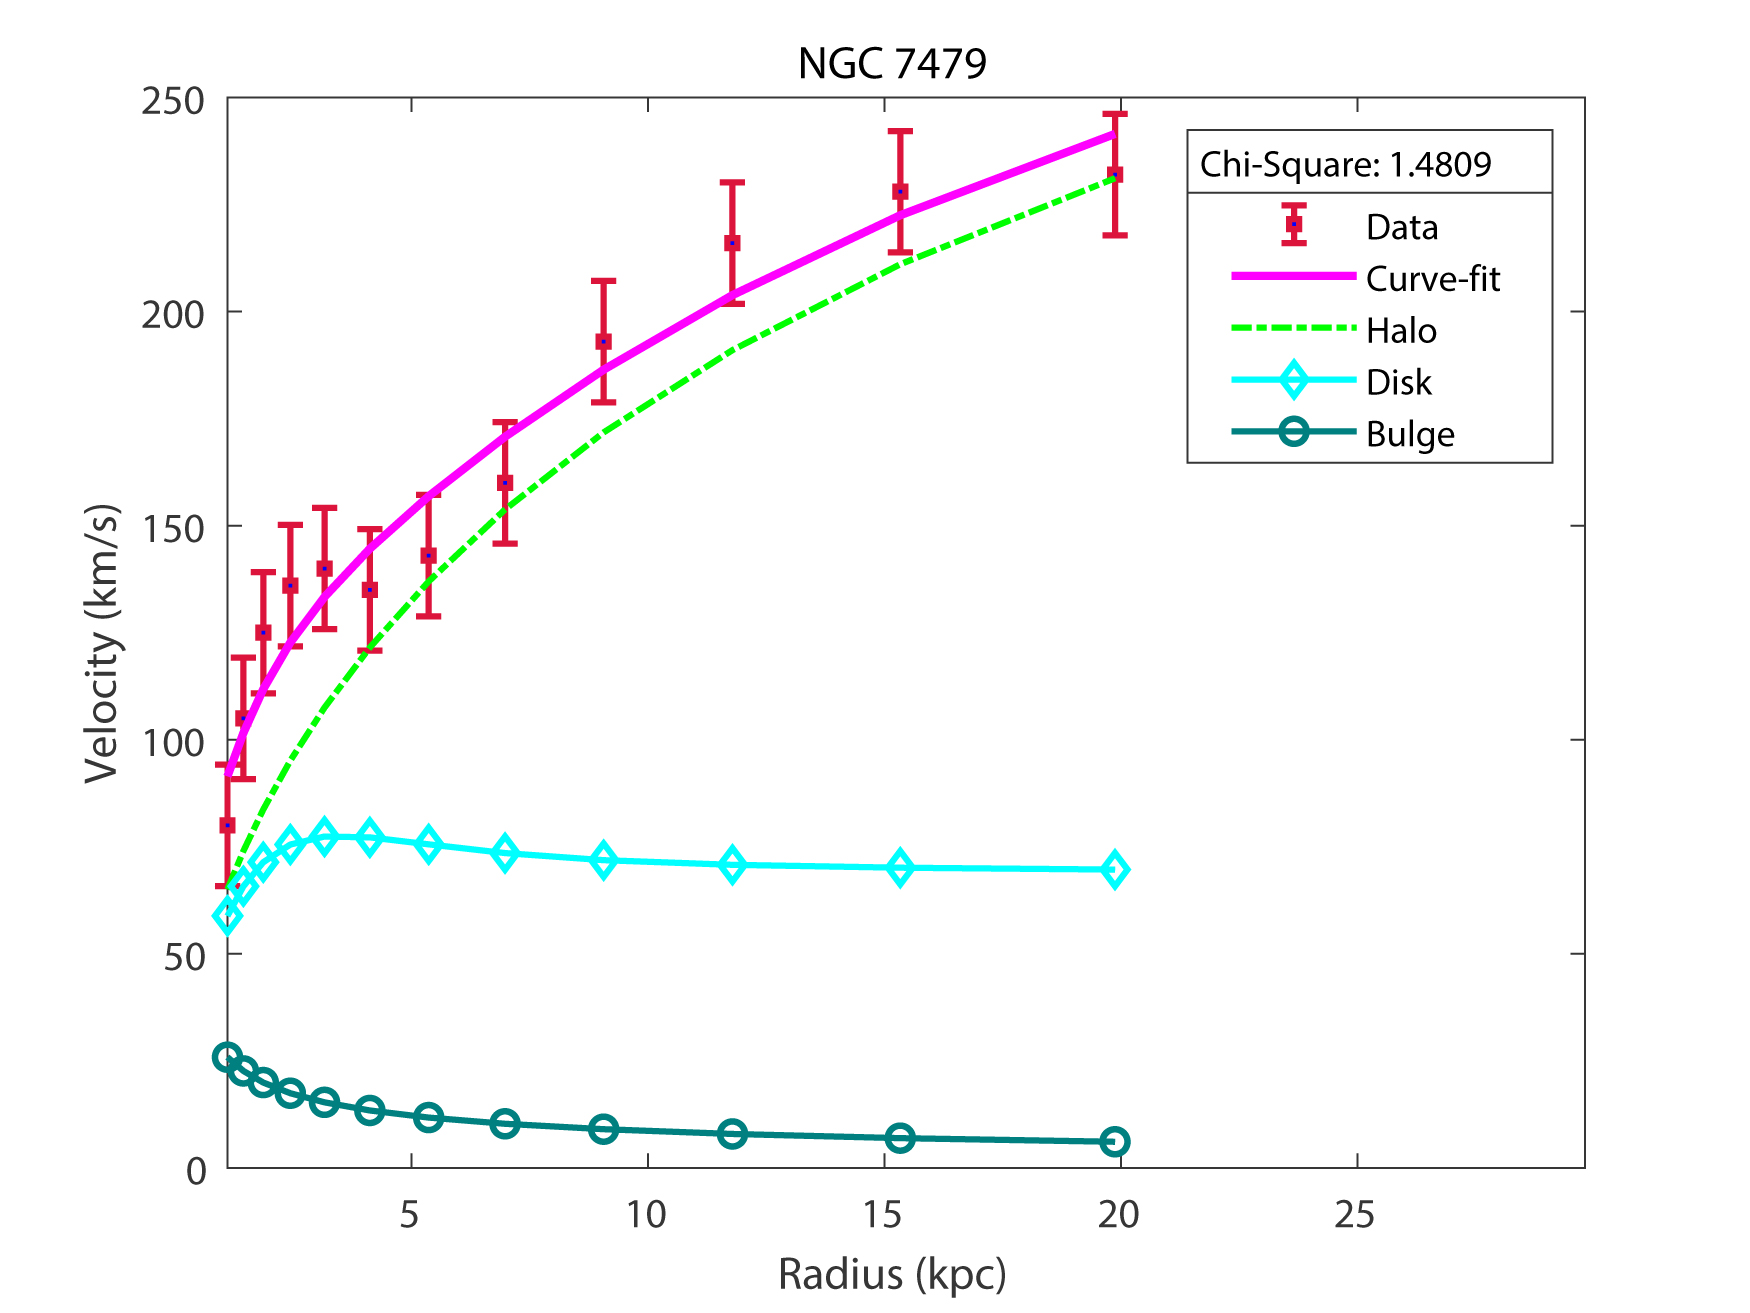 NGC 7479
250
200
150
100
50
0
Velocity (km/s)
Chi-Square: 1.4809
Data
Curve-fit
Halo
Disk
Bulge
5 10 15 20 25
Radius (kpc)